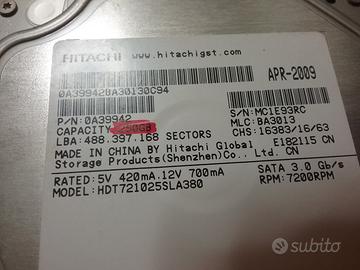 HITACHI www.hitachigst.com
APR-2009
0A39942BA30130C94
P/N:0A39942
S/N:MC1E93RC
CAPACITY:250GB
MLC:BA3013
LBA:488,397,168 SECTORS
CHS:16383/16/63
MADE IN CHINA BY Hitachi Global
E182115 CN
Storage Products(Shenzhen)Co. Ltd. CN
RATED:5V 420mA.12V 700mA
SATA 3.0 Gb/s
MODEL:HDT721025SLA380
RPM:7200RPM
subito